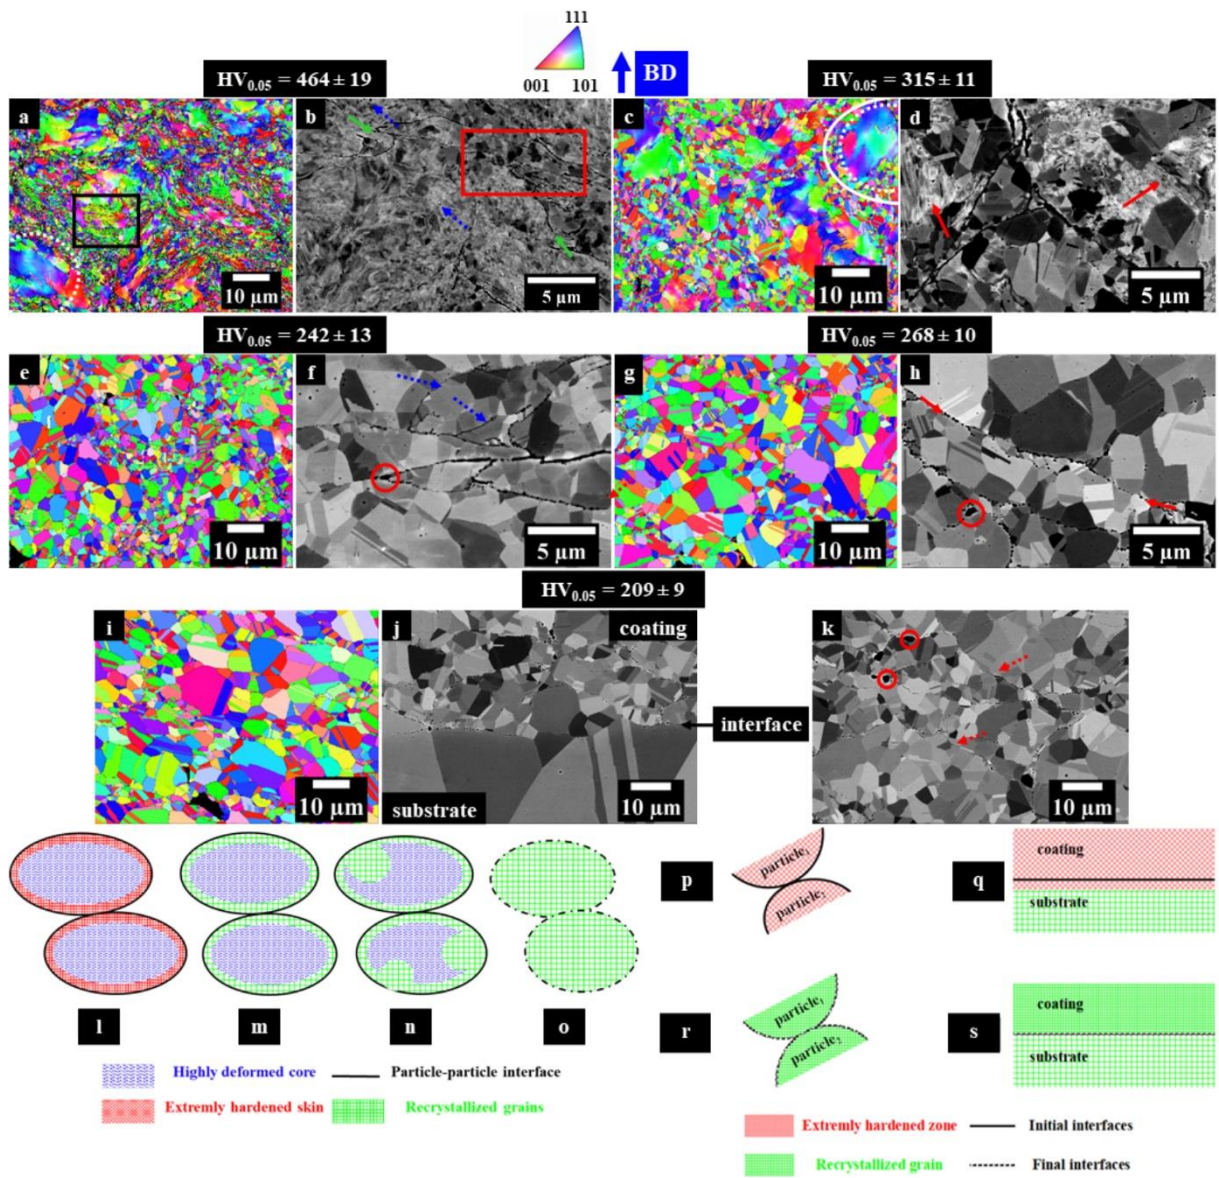 111
001
101
BD
HV0.05 = 464 ± 19
HV0.05 = 315 ± 11
a
b
c
d
10 µm
5 µm
10 µm
5 µm
HV0.05 = 242 ± 13
HV0.05 = 268 ± 10
e
f
g
h
10 µm
5 µm
10 µm
5 µm
HV0.05 = 209 ± 9
i
j
coating
k
interface
10 µm
substrate
10 µm
10 µm
particle1
particle2
p
q
coating
substrate
l
m
n
o
r
particle1
particle2
s
coating
substrate
Highly deformed core
Particle-particle interface
Extremly hardened skin
Recrystallized grains
Extremly hardened zone
Initial interfaces
Recrystallized grain
Final interfaces